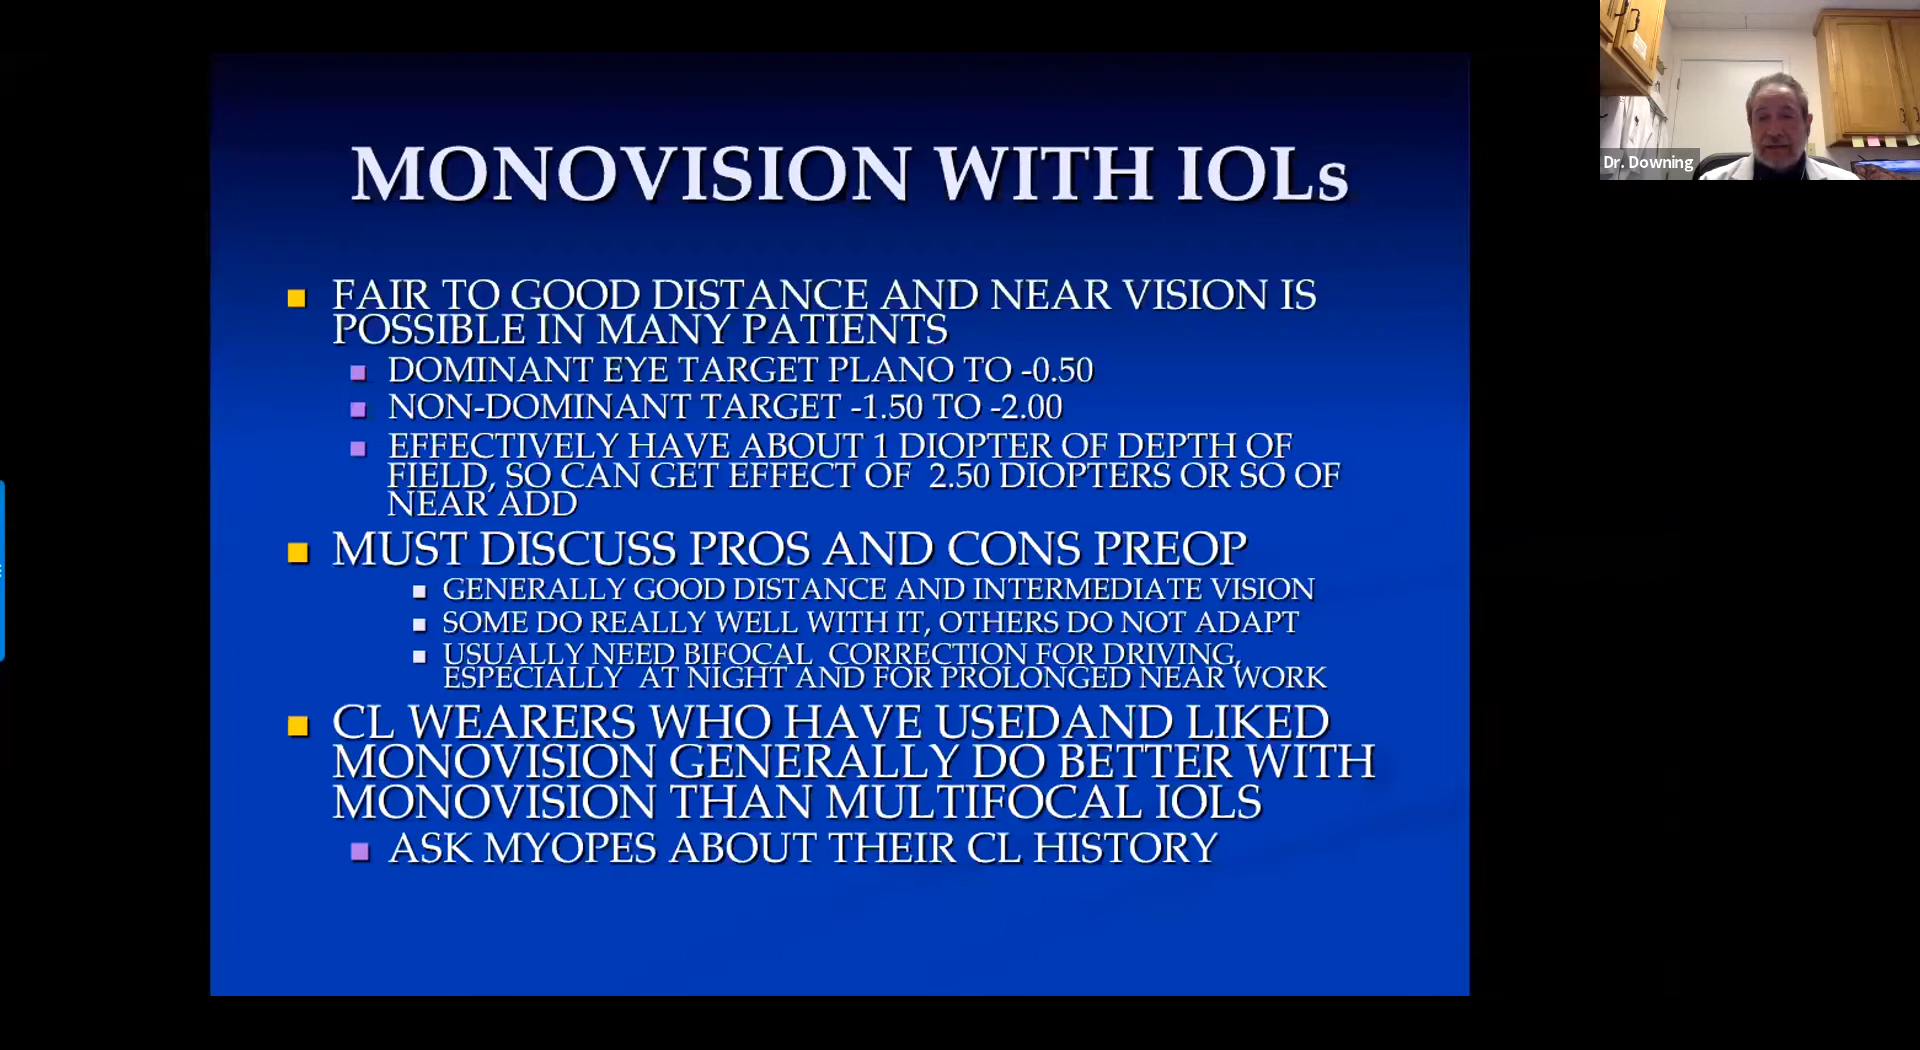 MONOVISION WITH IOLs
FAIR TO GOOD DISTANCE AND NEAR VISION IS
POSSIBLE IN MANY PATIENTS
DOMINANT EYE TARGET PLANO TO -0.50
NON-DOMINANT TARGET -1.50 TO -2.00
EFFECTIVELY HAVE ABOUT 1 DIOPTER OF DEPTH OF
FIELD, SO CAN GET EFFECT OF 2.50 DIOPTERS OR SO OF
NEAR ADD
MUST DISCUSS PROS AND CONS PREOP
GENERALLY GOOD DISTANCE AND INTERMEDIATE VISION
SOME DO REALLY WELL WITH IT, OTHERS DO NOT ADAPT
USUALLY NEED BIFOCAL CORRECTION FOR DRIVING,
ESPECIALLY AT NIGHT AND FOR PROLONGED NEAR WORK
CL WEARERS WHO HAVE USEDAND LIKED
MONOVISION GENERALLY DO BETTER WITH
MONOVISION THAN MULTIFOCAL IOLS
ASK MYOPES ABOUT THEIR CL HISTORY
Dr. Downing